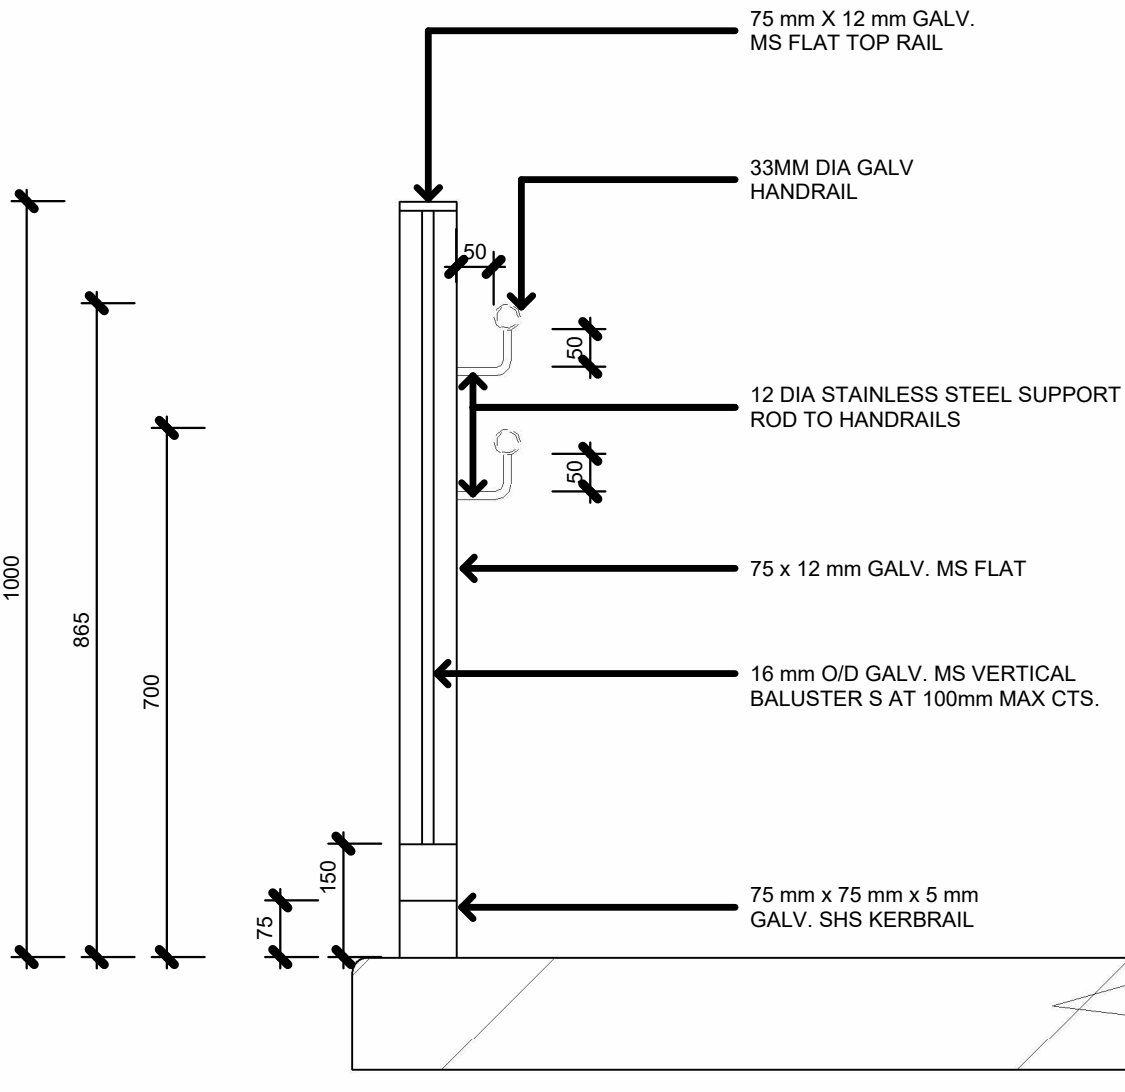 75 mm X 12 mm GALV.
MS FLAT TOP RAIL
33MM DIA GALV
HANDRAIL
50
50
12 DIA STAINLESS STEEL SUPPORT
ROD TO HANDRAILS
50
1000
865
700
75 x 12 mm GALV. MS FLAT
16 mm O/D GALV. MS VERTICAL
BALUSTER S AT 100mm MAX CTS.
150
75
75 mm x 75 mm x 5 mm
GALV. SHS KERBRAIL